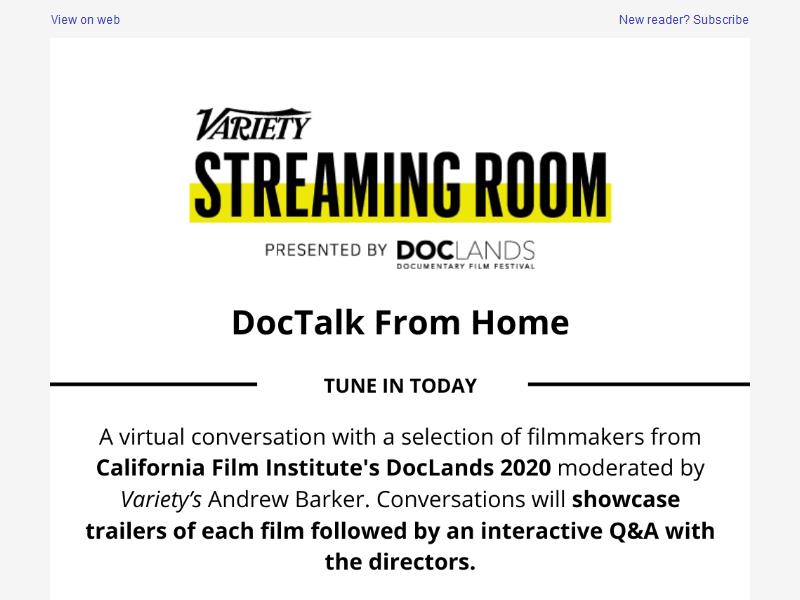 View on web
New reader? Subscribe
VARIETY
STREAMING ROOM
PRESENTED BY DOCLANDS
DOCUMENTARY FILM FESTIVAL
DocTalk From Home
TUNE IN TODAY
A virtual conversation with a selection of filmmakers from
California Film Institute's DocLands 2020 moderated by
Variety’s Andrew Barker. Conversations will showcase
trailers of each film followed by an interactive Q&A with
the directors.